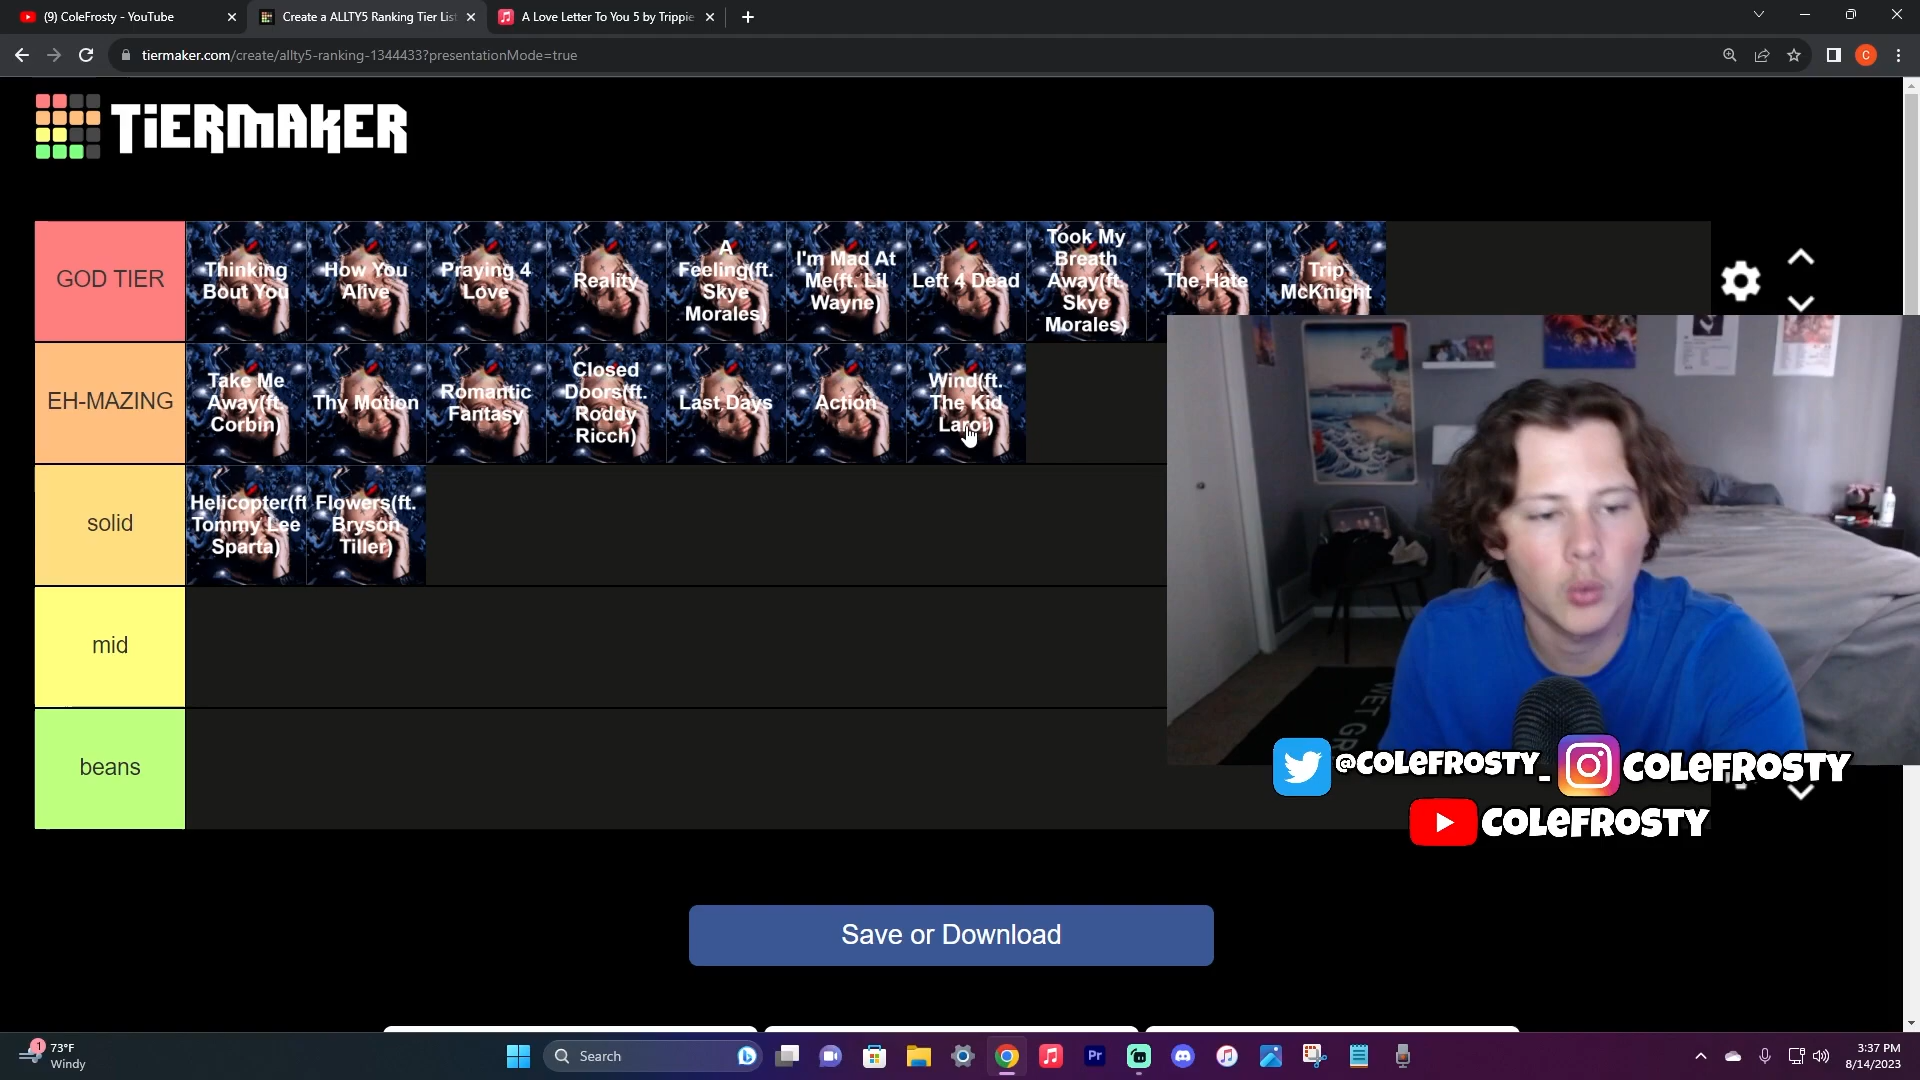 (9) ColeFrosty - YouTube
Create a ALLTY5 Ranking Tier List
A Love Letter To You 5 by Trippie
tiermaker.com/create/allty5-ranking-1344433?presentationMode=true
C
TiERMAKER
GOD TIER
Thinking
Bout You
How You
Alive
Praying 4
Love
Reality
A
Feeling(ft.
Skye
Morales)
I'm Mad At
Me(ft. Lil
Wayne)
Left 4 Dead
Took My
Breath
Away(ft.
Skye
Morales)
The Hate
Trip
McKnight
EH-MAZING
Take Me
Away(ft.
Corbin)
Thy Motion
Romantic
Fantasy
Closed
Doors(ft.
Roddy
Ricch)
Last Days
Action
Wind(ft.
The Kid
Laroi)
solid
Helicopter(ft
Tommy Lee
Sparta)
Flowers(ft.
Bryson
Tiller)
mid
beans
WET GR
@COLEFROSTY_
COLEFROSTY
COLEFROSTY
Save or Download
1
73°F
Windy
Search
Pr
3:37 PM
8/14/2023